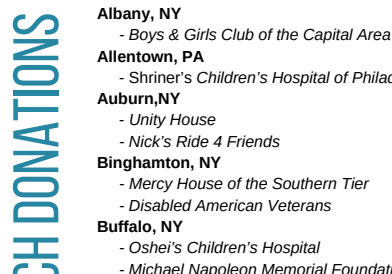 CH DONATIONS
Albany, NY
- Boys & Girls Club of the Capital Area
Allentown, PA
- Shriner's Children's Hospital of Philad
Auburn,NY
- Unity House
- Nick's Ride 4 Friends
Binghamton, NY
- Mercy House of the Southern Tier
- Disabled American Veterans
Buffalo, NY
- Oshei's Children's Hospital
- Michael Napoleon Memorial Foundat